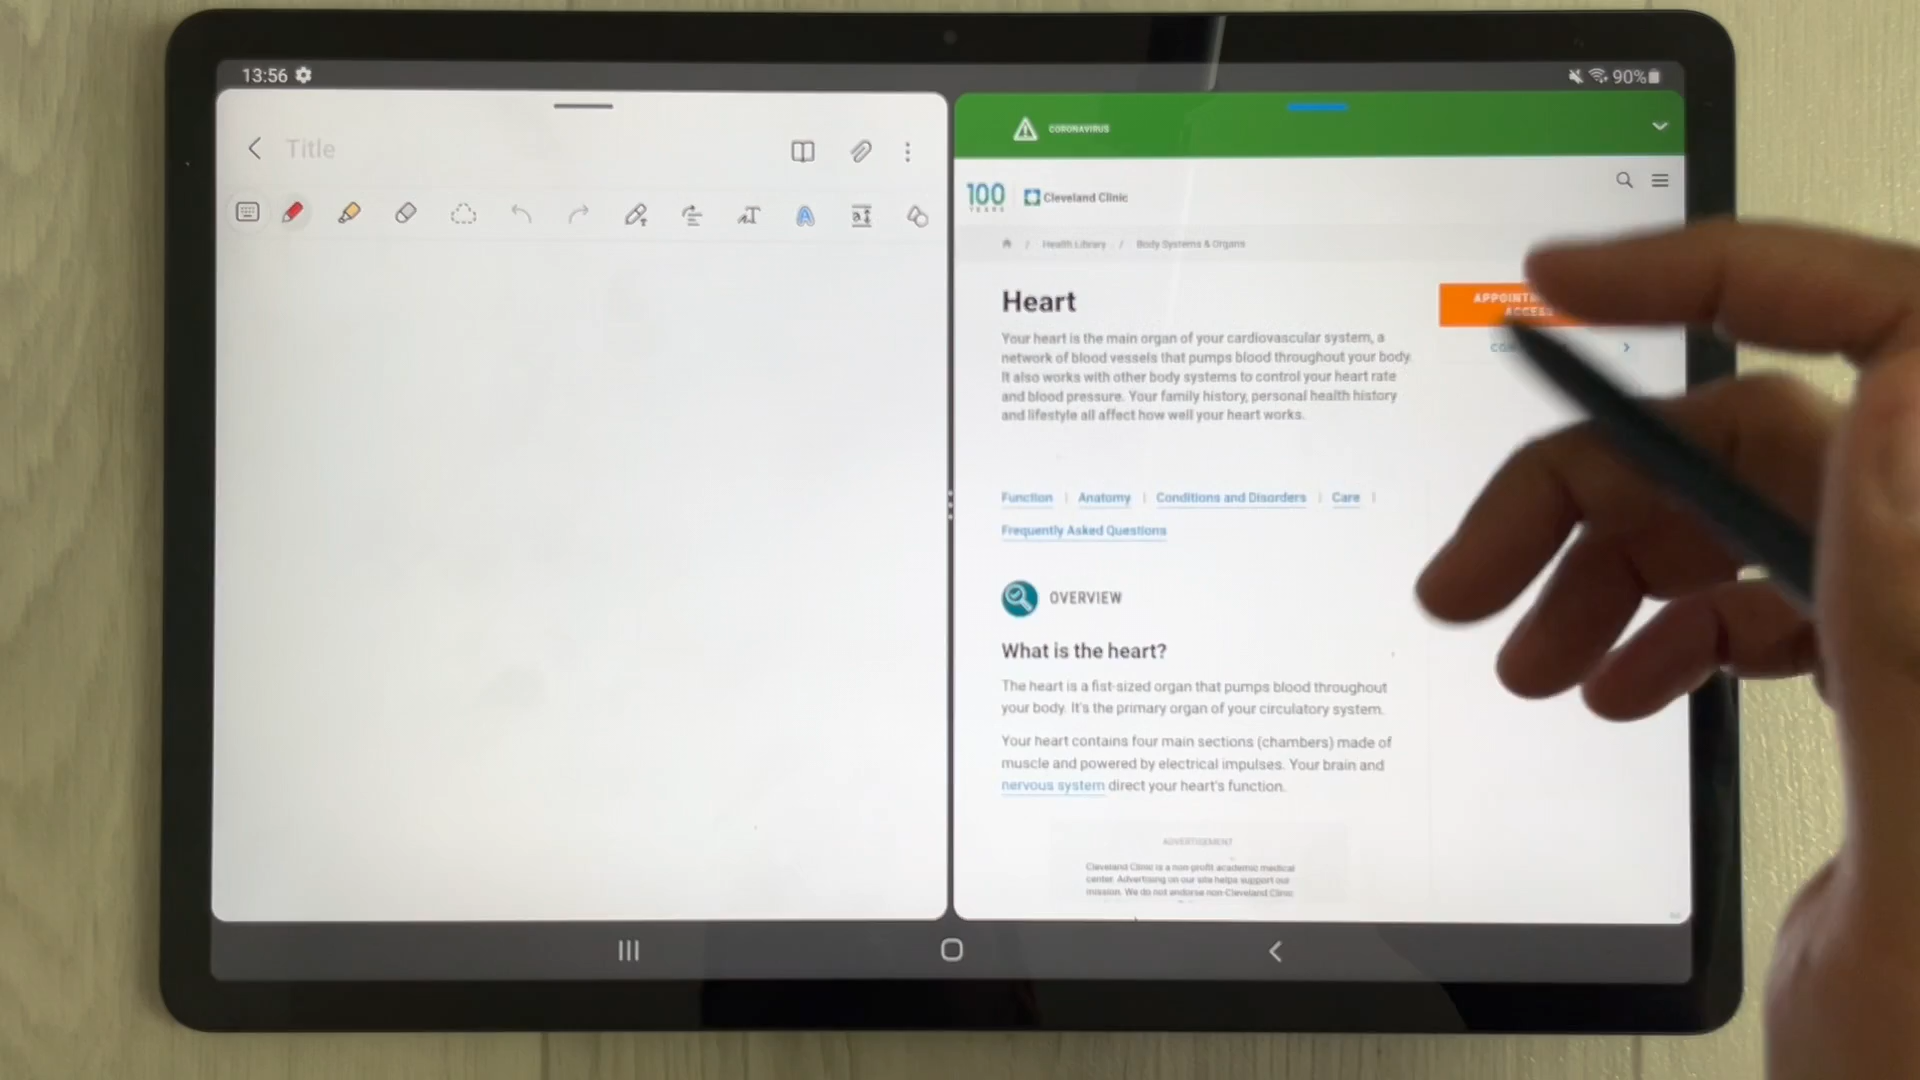 13:56
90%
Title
CORONAVIRUS
100
YEARS
Cleveland Clinic
/ Health Library / Body Systems & Organs
Heart
Your heart is the main organ of your cardiovascular system, a
network of blood vessels that pumps blood throughout your body.
It also works with other body systems to control your heart rate
and blood pressure. Your family history, personal health history
and lifestyle all affect how well your heart works.
ACCESS
Function | Anatomy | Conditions and Disorders | Care |
Frequently Asked Questions
OVERVIEW
What is the heart?
The heart is a fist-sized organ that pumps blood throughout
your body. It's the primary organ of your circulatory system.
Your heart contains four main sections (chambers) made of
muscle and powered by electrical impulses. Your brain and
nervous system direct your heart's function.
ADVERTISEMENT
Cleveland Clinic is a non-profit academic medical
center. Advertising on our site helps support our
mission. We do not endorse non-Cleveland Clinic